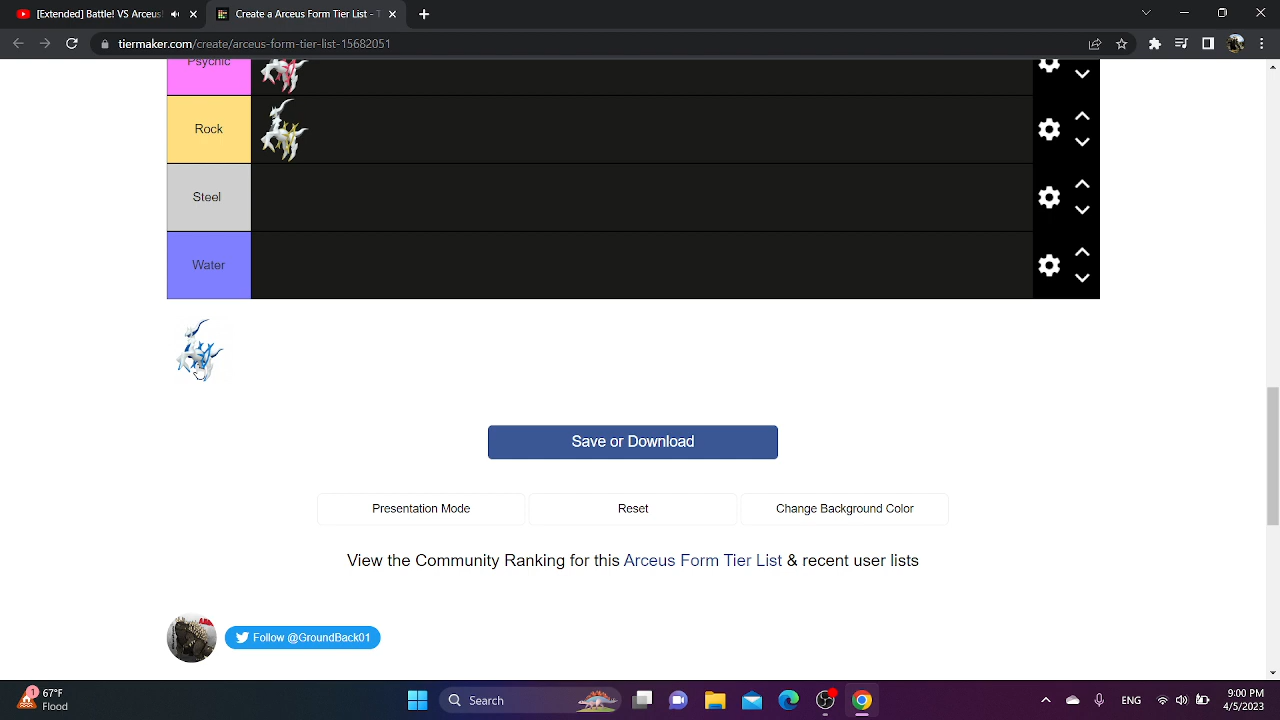 [Extended] Battle! VS Arceus
Create a Arceus Form Tier List - T
tiermaker.com/create/arceus-form-tier-list-15682051
Psychic
Rock
Steel
Water
Save or Download
Presentation Mode
Reset
Change Background Color
View the Community Ranking for this Arceus Form Tier List & recent user lists
Follow @GroundBack01
1
67°F
Flood
Search
ENG
9:00 PM
4/5/2023